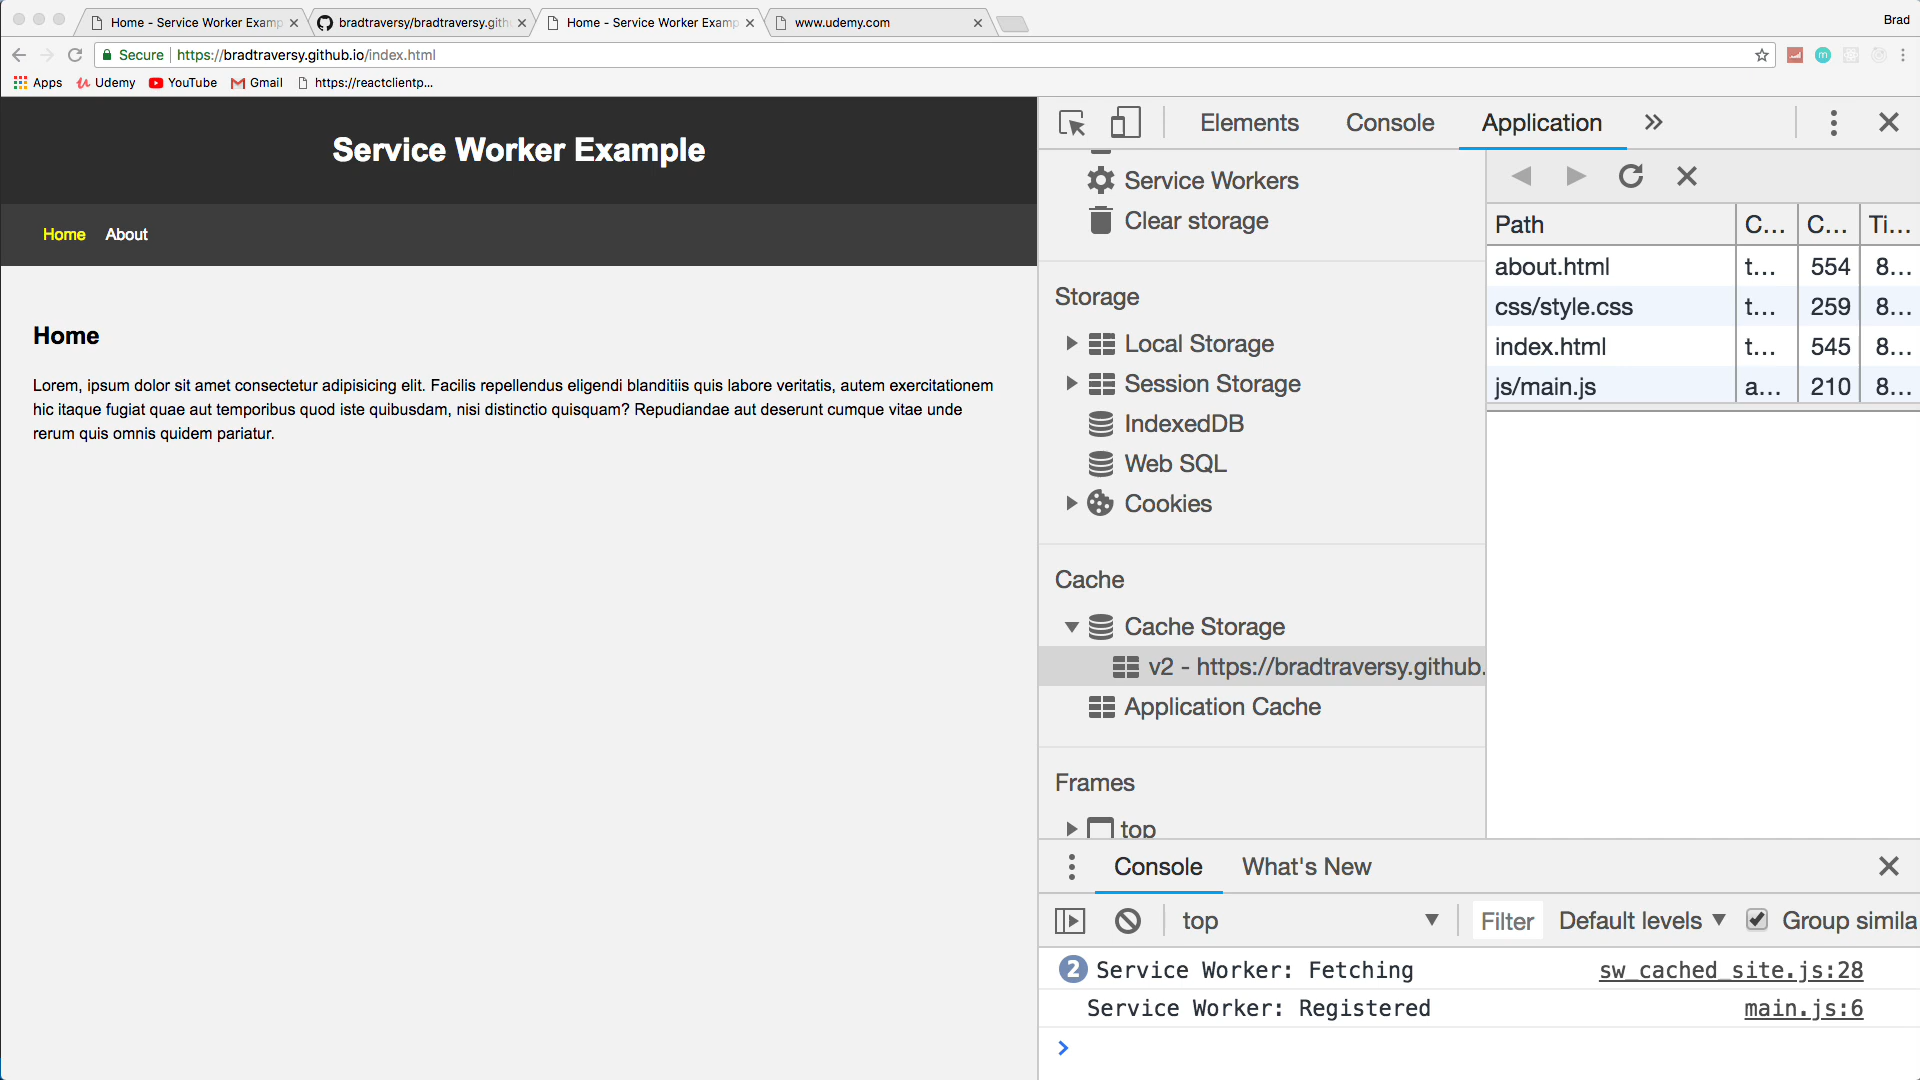 Home - Service Worker Examp
bradtraversy/bradtraversy.gith
Home - Service Worker Examp
www.udemy.com
Brad
Secure
https://bradtraversy.github.io/index.html
Apps
Udemy
YouTube
Gmail
https://reactclientp...
Service Worker Example
Home
About
Home
Lorem, ipsum dolor sit amet consectetur adipisicing elit. Facilis repellendus eligendi blanditiis quis labore veritatis, autem exercitationem
hic itaque fugiat quae aut temporibus quod iste quibusdam, nisi distinctio quisquam? Repudiandae aut deserunt cumque vitae unde
rerum quis omnis quidem pariatur.
Elements
Console
Application
Service Workers
Clear storage
Storage
Local Storage
Session Storage
IndexedDB
Web SQL
Cookies
Cache
Cache Storage
v2 - https://bradtraversy.github.
Application Cache
Frames
top
Path C... C... Ti...
about.html t... 554 8...
css/style.css t... 259 8...
index.html t... 545 8...
js/main.js a... 210 8...
Console
What's New
top
Filter
Default levels
Group simila
2 Service Worker: Fetching sw_cached_site.js:28
Service Worker: Registered main.js:6